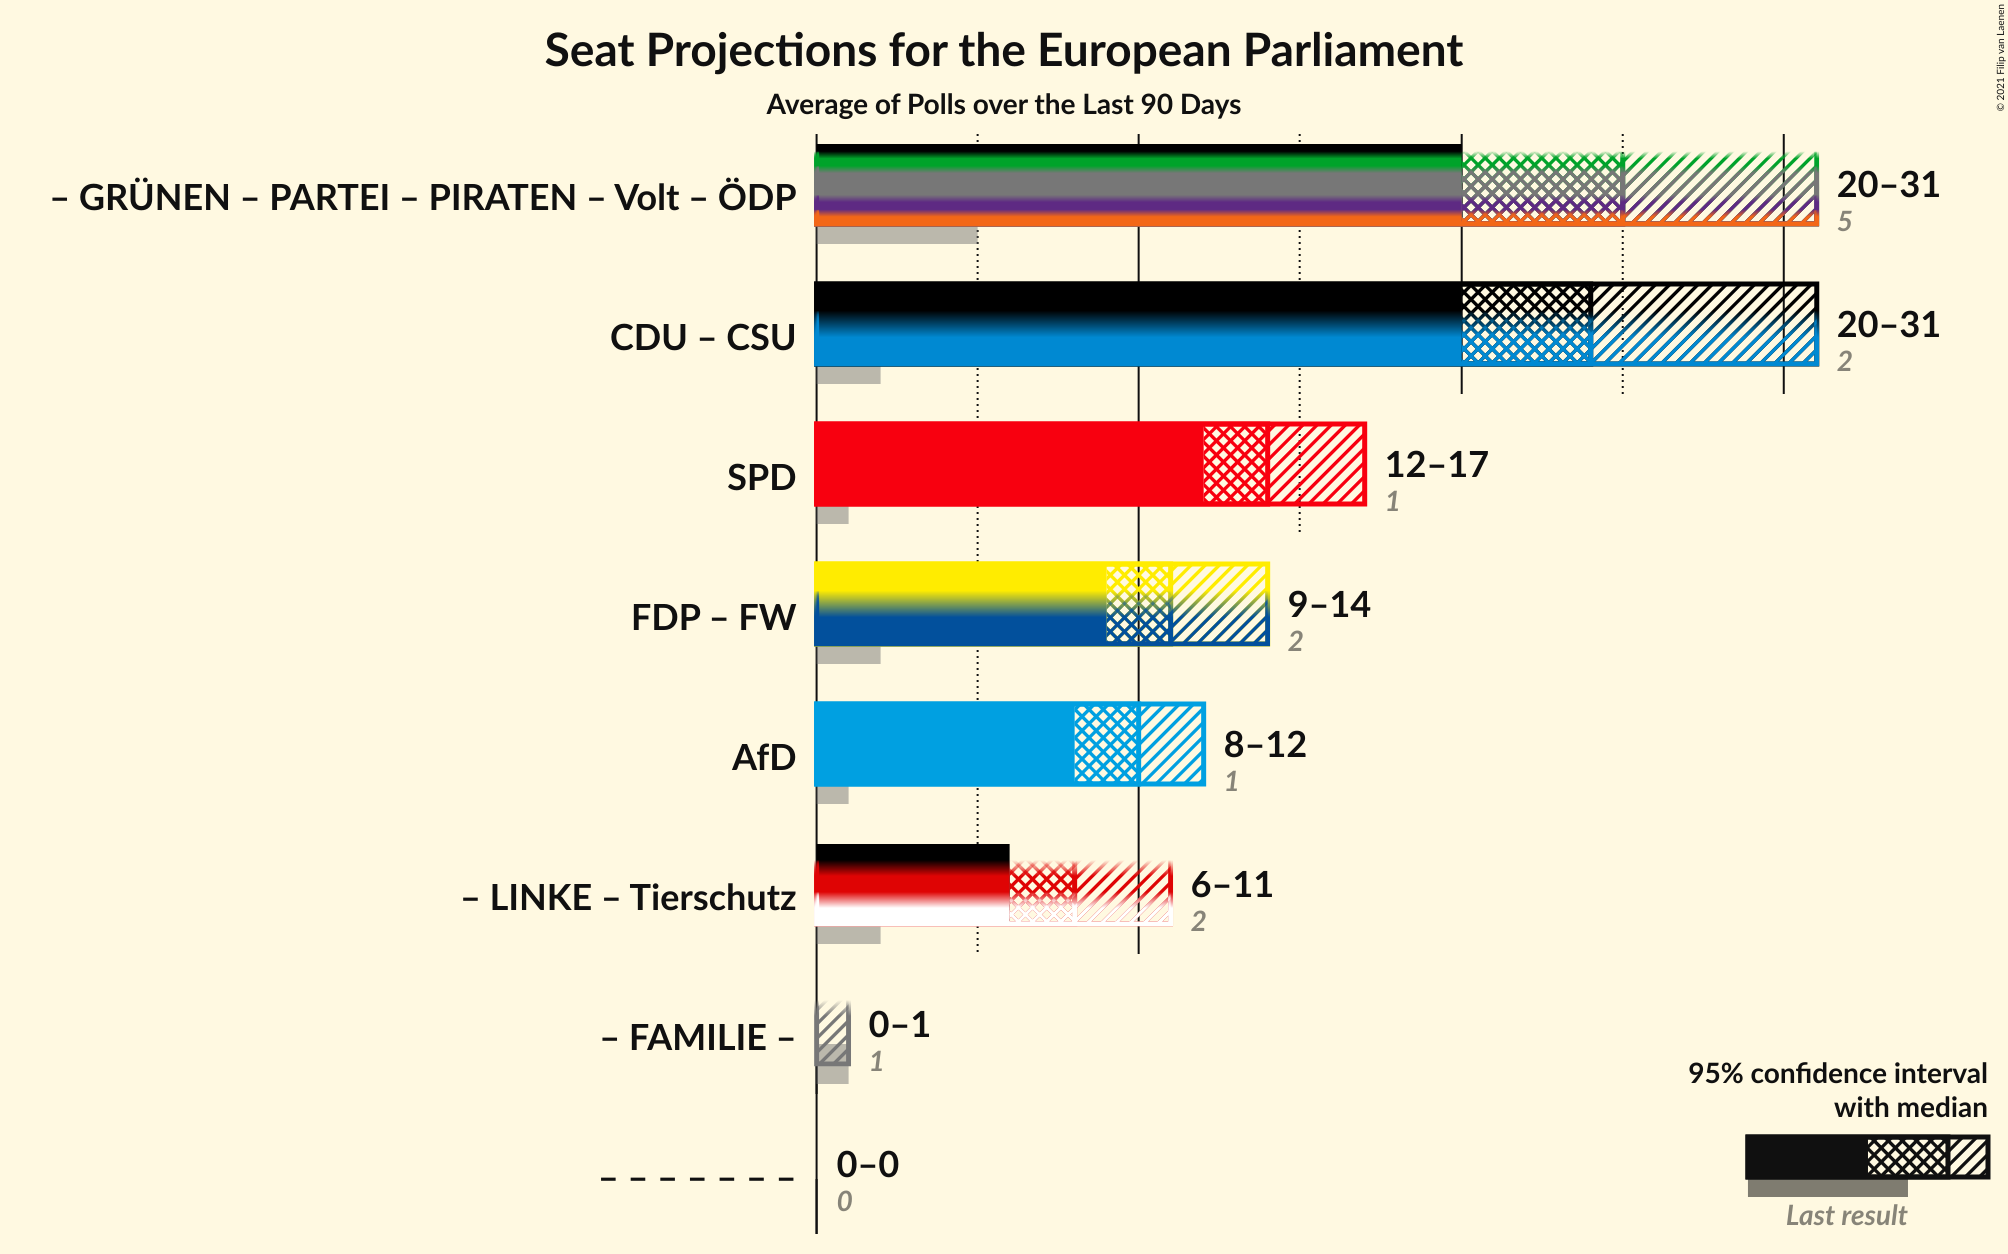 Seat Projections for the European Parliament
Average of Polls over the Last 90 Days
© 2021 Filip van Laenen
– GRÜNEN – PARTEI – PIRATEN – Volt – ÖDP
20–31
5
CDU – CSU
20–31
2
SPD
12–17
1
FDP – FW
9–14
2
AfD
8–12
1
– LINKE – Tierschutz
6–11
2
– FAMILIE –
0–1
1
– – – – – – –
0–0
0
95% confidence interval
with median
Last result